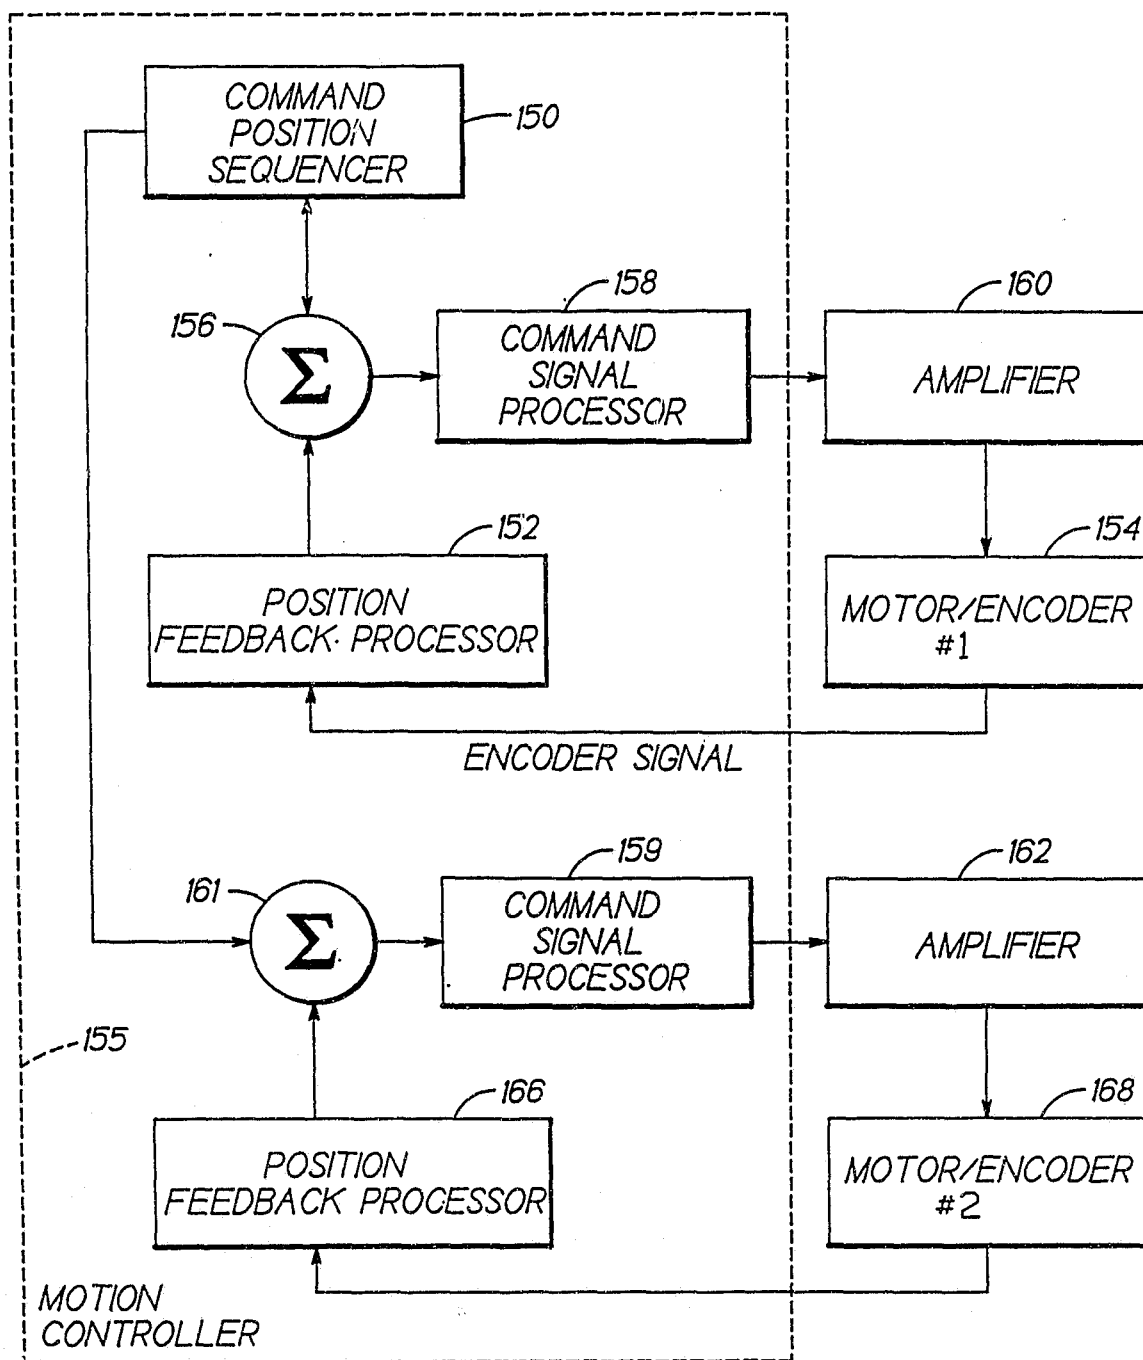 COMMAND
POSITION
SEQUENCER
150
156
Σ
158
COMMAND
SIGNAL
PROCESSOR
160
AMPLIFIER
152
POSITION
FEEDBACK PROCESSOR
154
MOTOR/ENCODER
#1
ENCODER SIGNAL
161
Σ
159
COMMAND
SIGNAL
PROCESSOR
162
AMPLIFIER
155
166
POSITION
FEEDBACK PROCESSOR
168
MOTOR/ENCODER
#2
MOTION
CONTROLLER